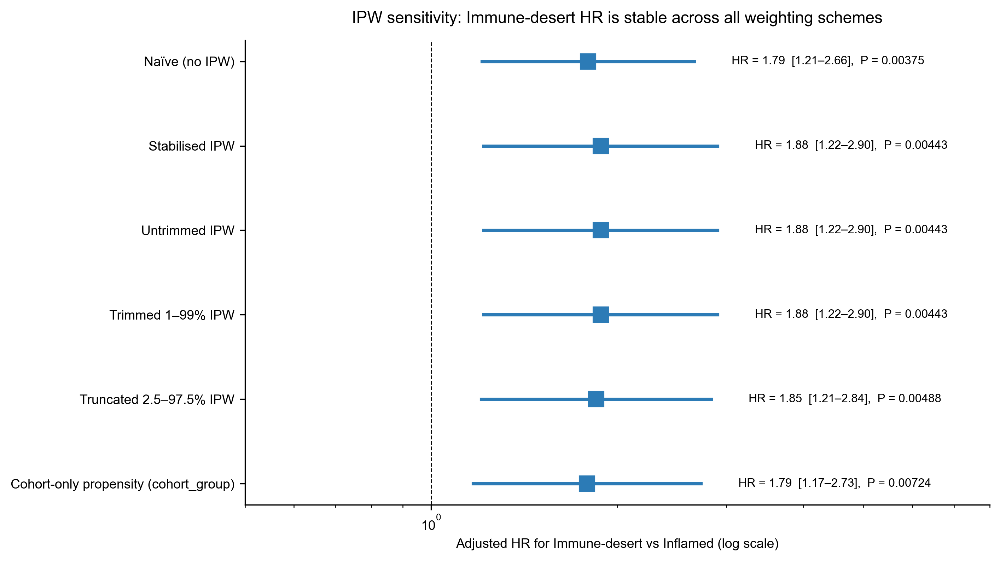 IPW sensitivity: Immune-desert HR is stable across all weighting schemes
Naïve (no IPW)
HR = 1.79  [1.21–2.66],  P = 0.00375
Stabilised IPW
HR = 1.88  [1.22–2.90],  P = 0.00443
Untrimmed IPW
HR = 1.88  [1.22–2.90],  P = 0.00443
Trimmed 1–99% IPW
HR = 1.88  [1.22–2.90],  P = 0.00443
Truncated 2.5–97.5% IPW
HR = 1.85  [1.21–2.84],  P = 0.00488
Cohort-only propensity (cohort_group)
HR = 1.79  [1.17–2.73],  P = 0.00724
10⁰
Adjusted HR for Immune-desert vs Inflamed (log scale)